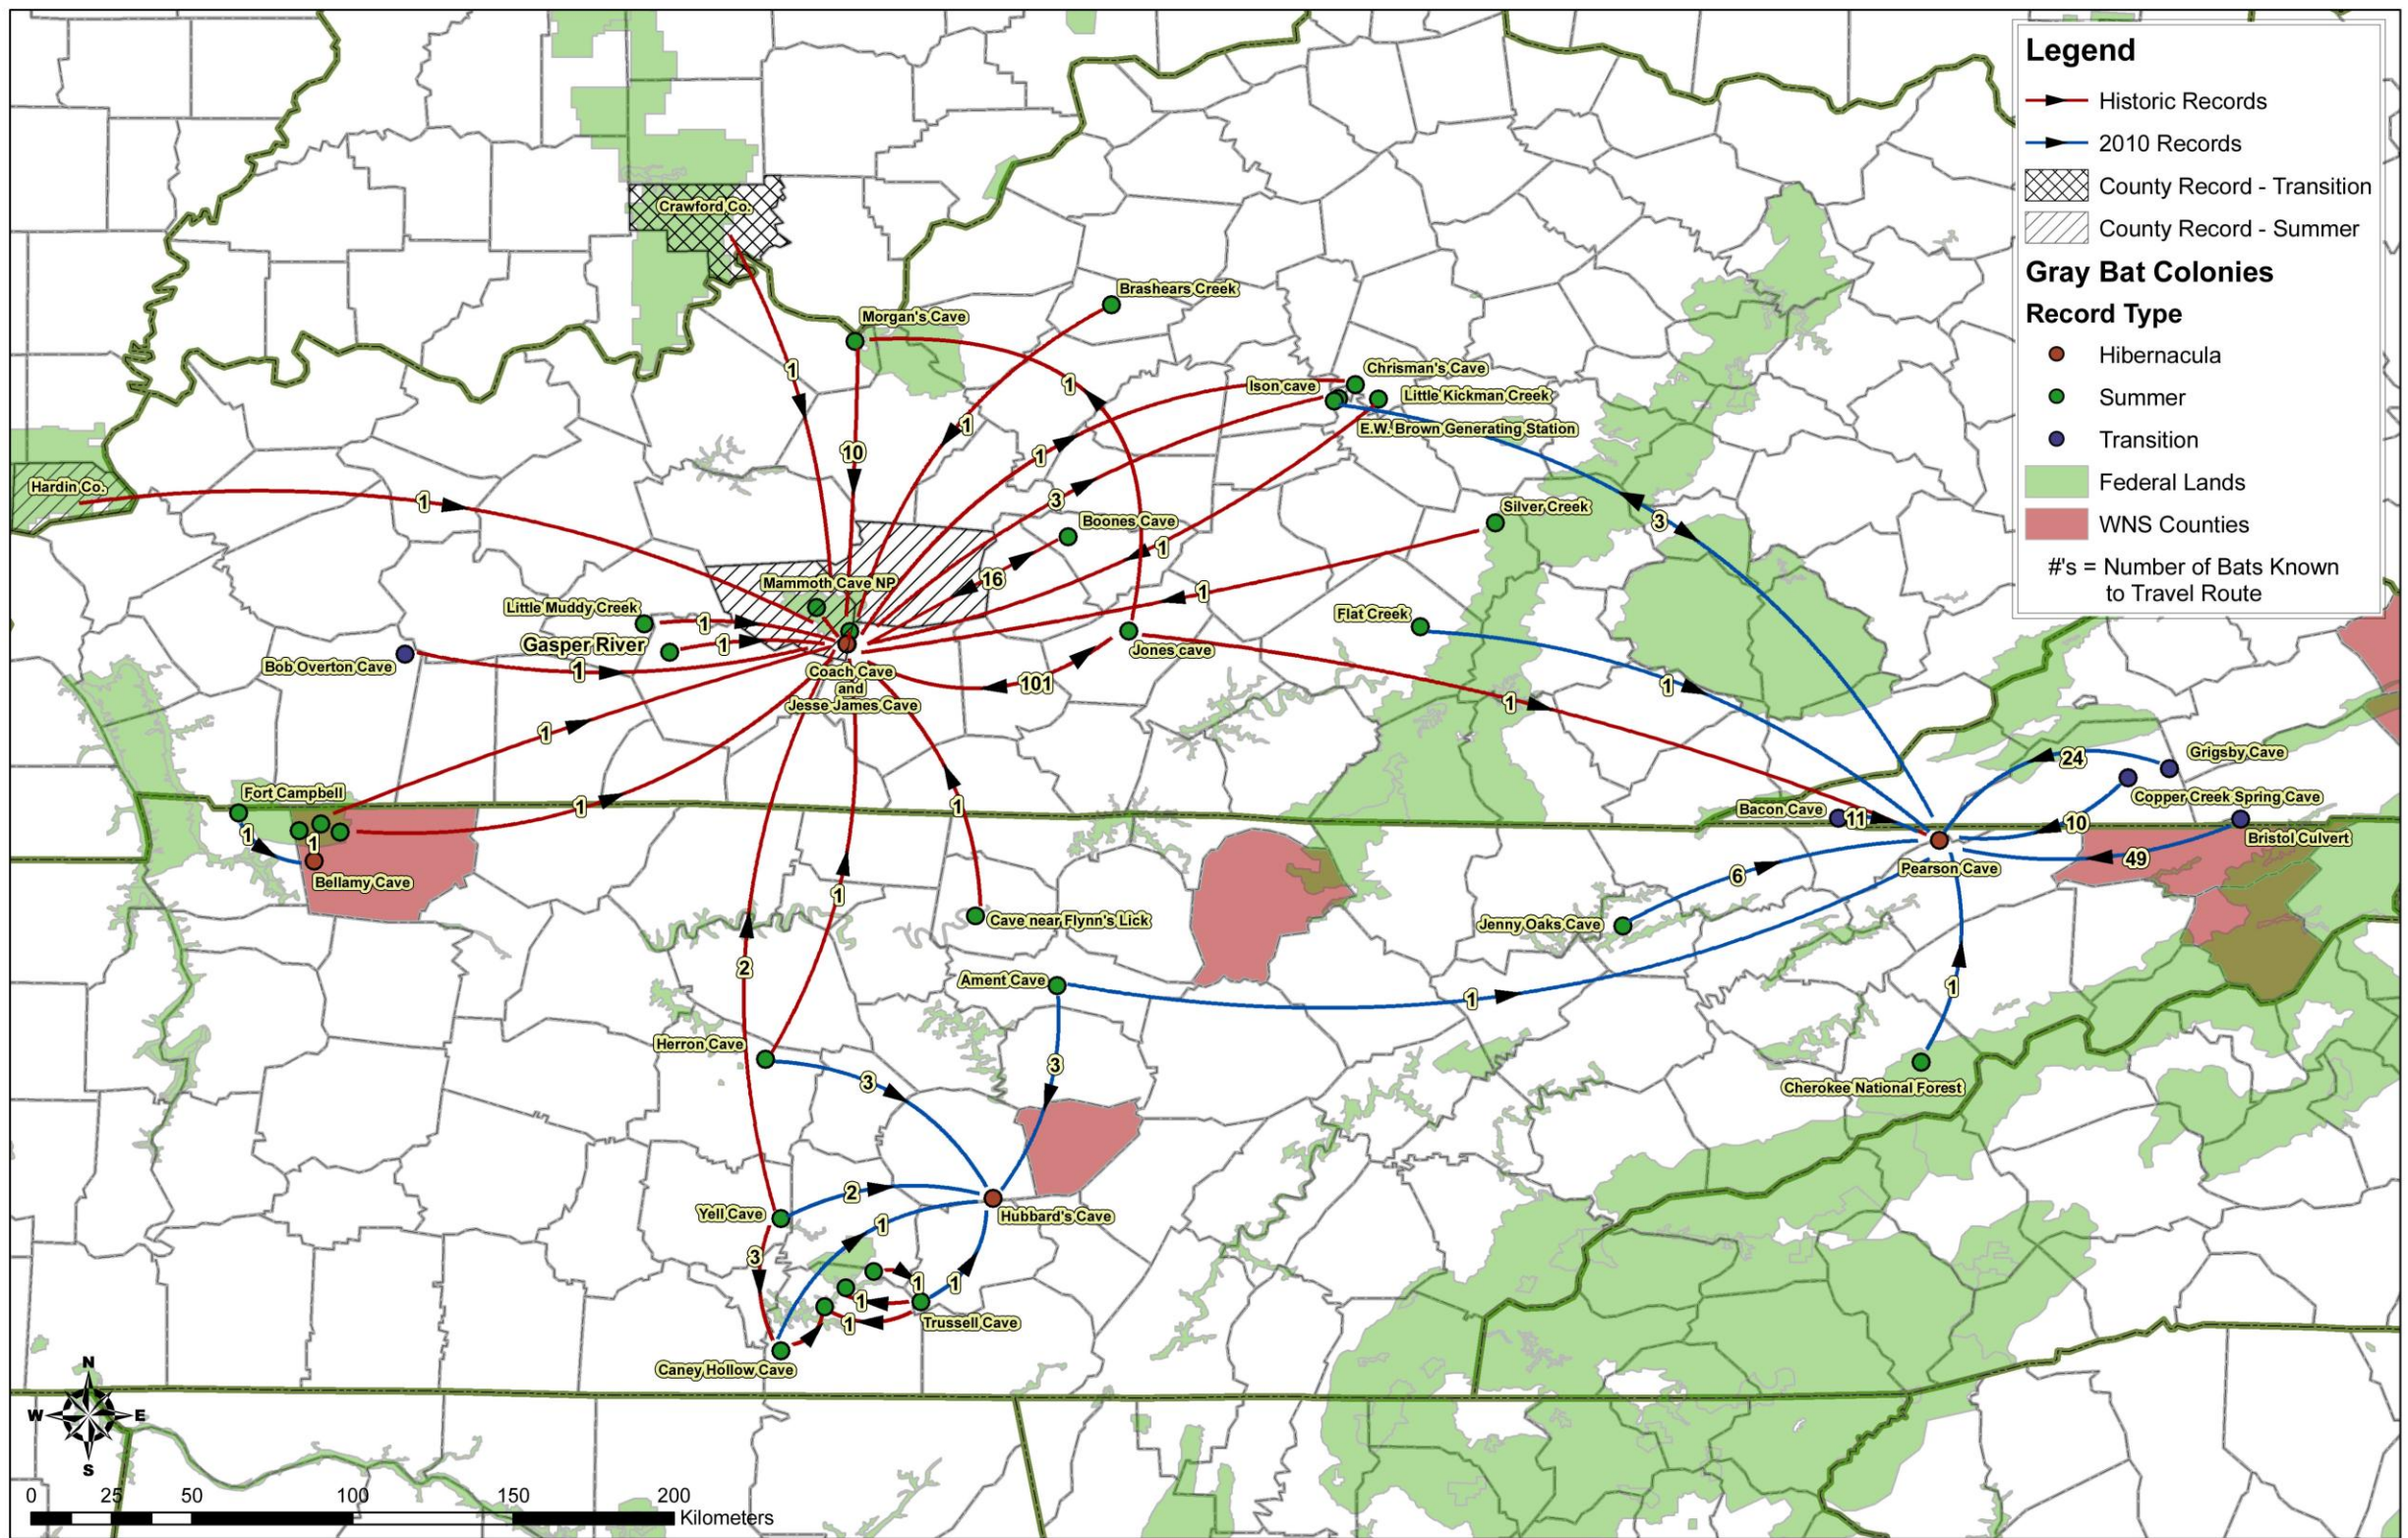 Legend
Historic Records
2010 Records
County Record - Transition
County Record - Summer
Gray Bat Colonies
Record Type
Hibernacula
Summer
Transition
Federal Lands
WNS Counties
#'s = Number of Bats Known
to Travel Route
Crawford Co.
Brashears Creek
Morgan's Cave
1
Chrisman's Cave
Ison cave
1
Little Kickman Creek
1
E.W. Brown Generating Station
10
1
Hardin Co.
1
3
Silver Creek
3
Boones Cave
1
16
Mammoth Cave NP
1
Little Muddy Creek
1
Flat Creek
Gasper River
1
Jones cave
Bob Overton Cave
1
Coach Cave
and
Jesse James Cave
101
1
1
1
Grigsby Cave
24
Fort Campbell
Copper Creek Spring Cave
1
1
Bacon Cave
11
10
1
1
Bristol Culvert
49
Bellamy Cave
Pearson Cave
6
1
Cave near Flynn's Lick
Jenny Oaks Cave
2
Ament Cave
1
1
Herron Cave
3
3
Cherokee National Forest
2
Yell Cave
Hubbard's Cave
1
3
1
1
1
1
Trussell Cave
Caney Hollow Cave
N
W
E
S
0
25
50
100
150
200
Kilometers